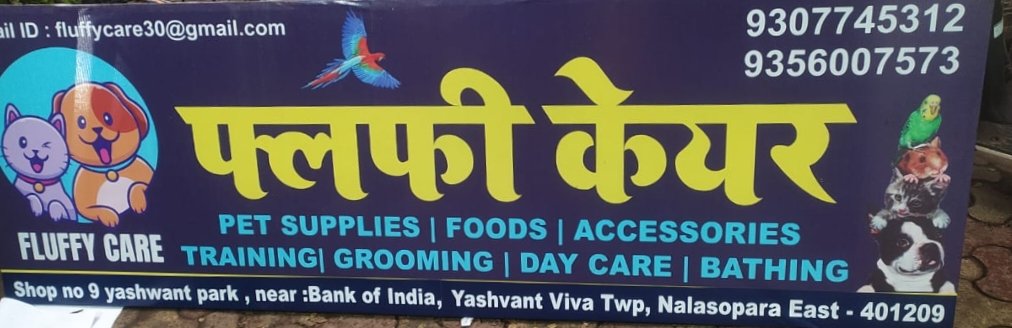 ail ID : fluffycare30@gmail.com
9307745312
9356007573
फ्लफी केयर
FLUFFY CARE
PET SUPPLIES | FOODS | ACCESSORIES
TRAINING| GROOMING | DAY CARE | BATHING
Shop no 9 yashwant park , near :Bank of India, Yashvant Viva Twp, Nalasopara East - 401209